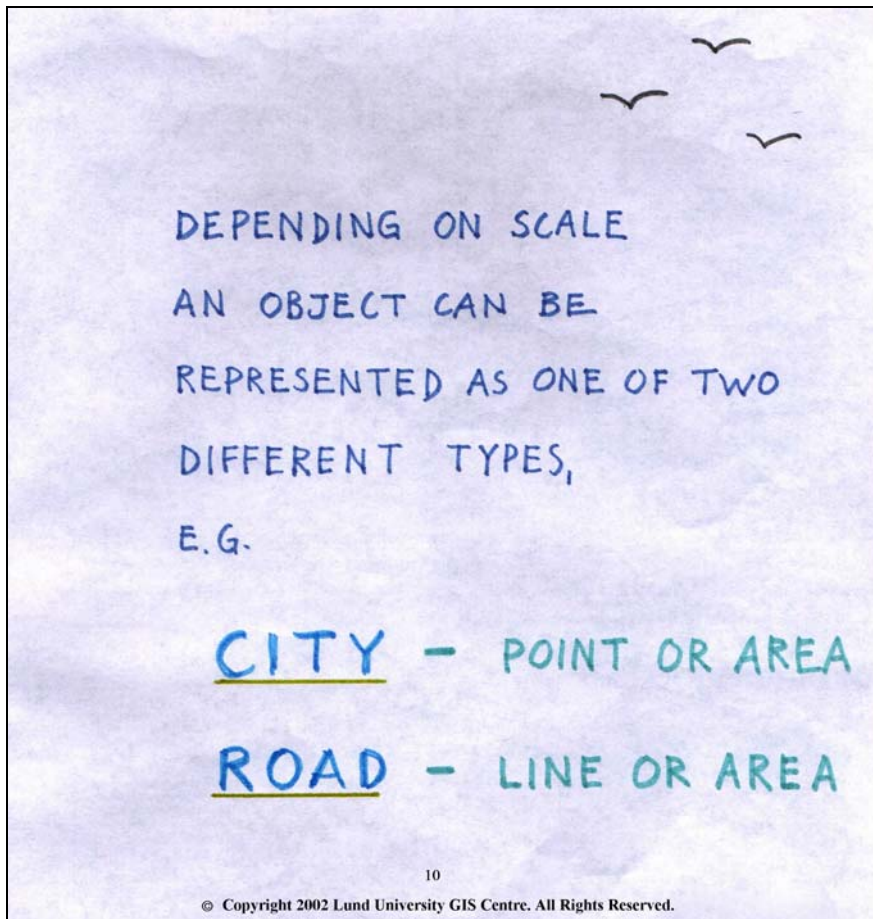 DEPENDING ON SCALE
AN OBJECT CAN BE
REPRESENTED AS ONE OF TWO
DIFFERENT TYPES,
E.G.
CITY - POINT OR AREA
ROAD - LINE OR AREA
10
© Copyright 2002 Lund University GIS Centre. All Rights Reserved.